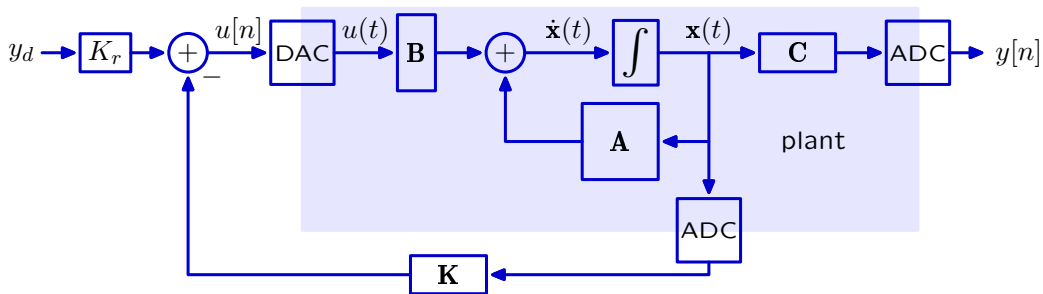 y_d K_r + − u[n] DAC u(t) B + ẋ(t) ∫ x(t) C ADC y[n]
A plant
ADC
K